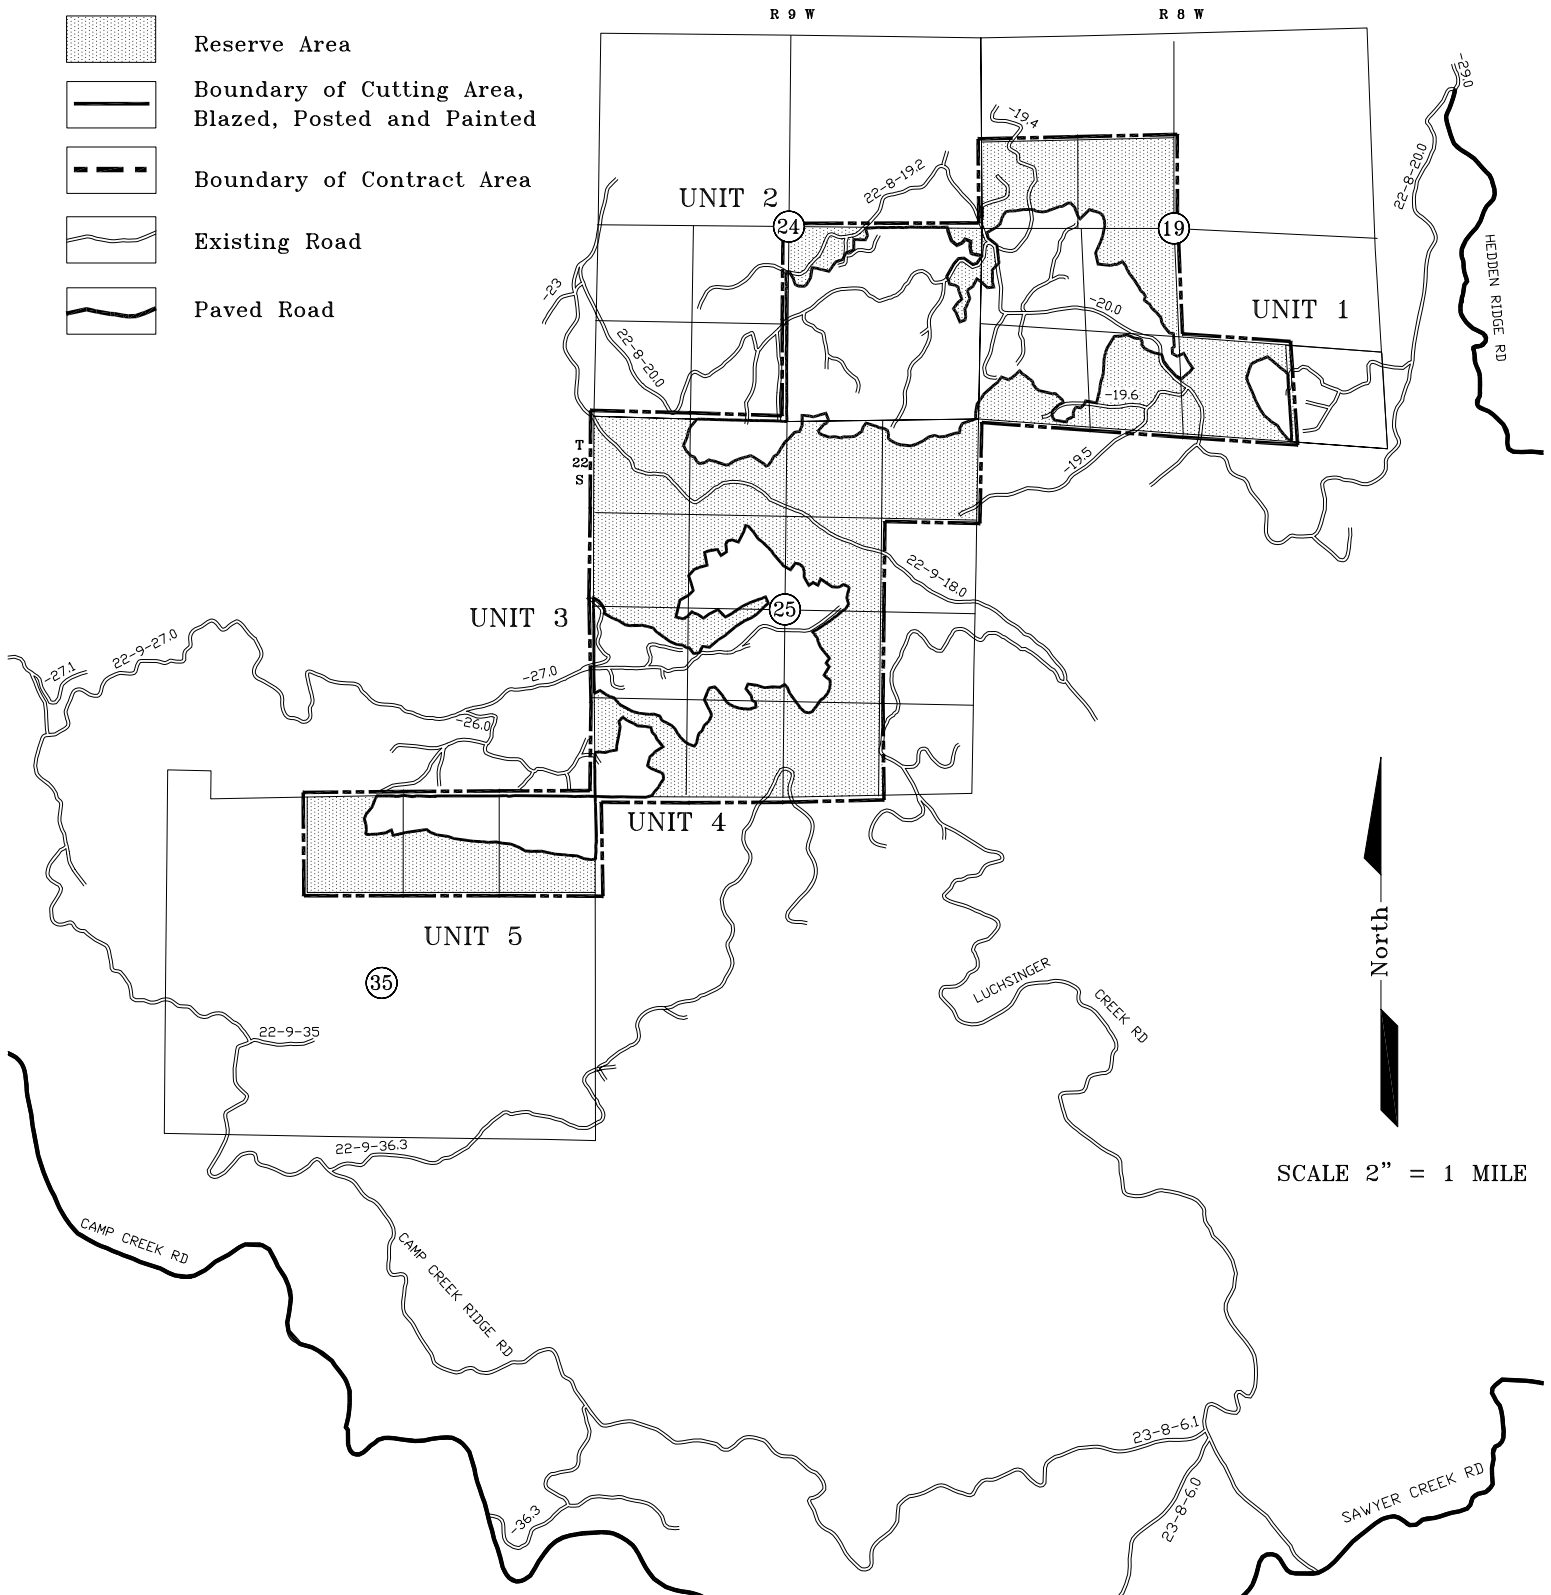 R 9 W
R 8 W
Reserve Area
Boundary of Cutting Area,
Blazed, Posted and Painted
Boundary of Contract Area
Existing Road
Paved Road
-29.0
-19.4
22-8-19.2
22-8-20.0
UNIT 2
24
19
HEDDEN RIDGE RD
-23
22-8-20.0
-20.0
UNIT 1
-19.6
T
22
S
-19.5
22-9-18.0
UNIT 3
25
22-9-27.0
-27.1
-27.0
-26.0
UNIT 4
UNIT 5
35
North
LUCHSINGER
CREEK RD
22-9-35
22-9-36.3
SCALE 2" = 1 MILE
CAMP CREEK RD
CAMP CREEK RIDGE RD
23-8-6.1
23-8-6.0
SAWYER CREEK RD
-36.3